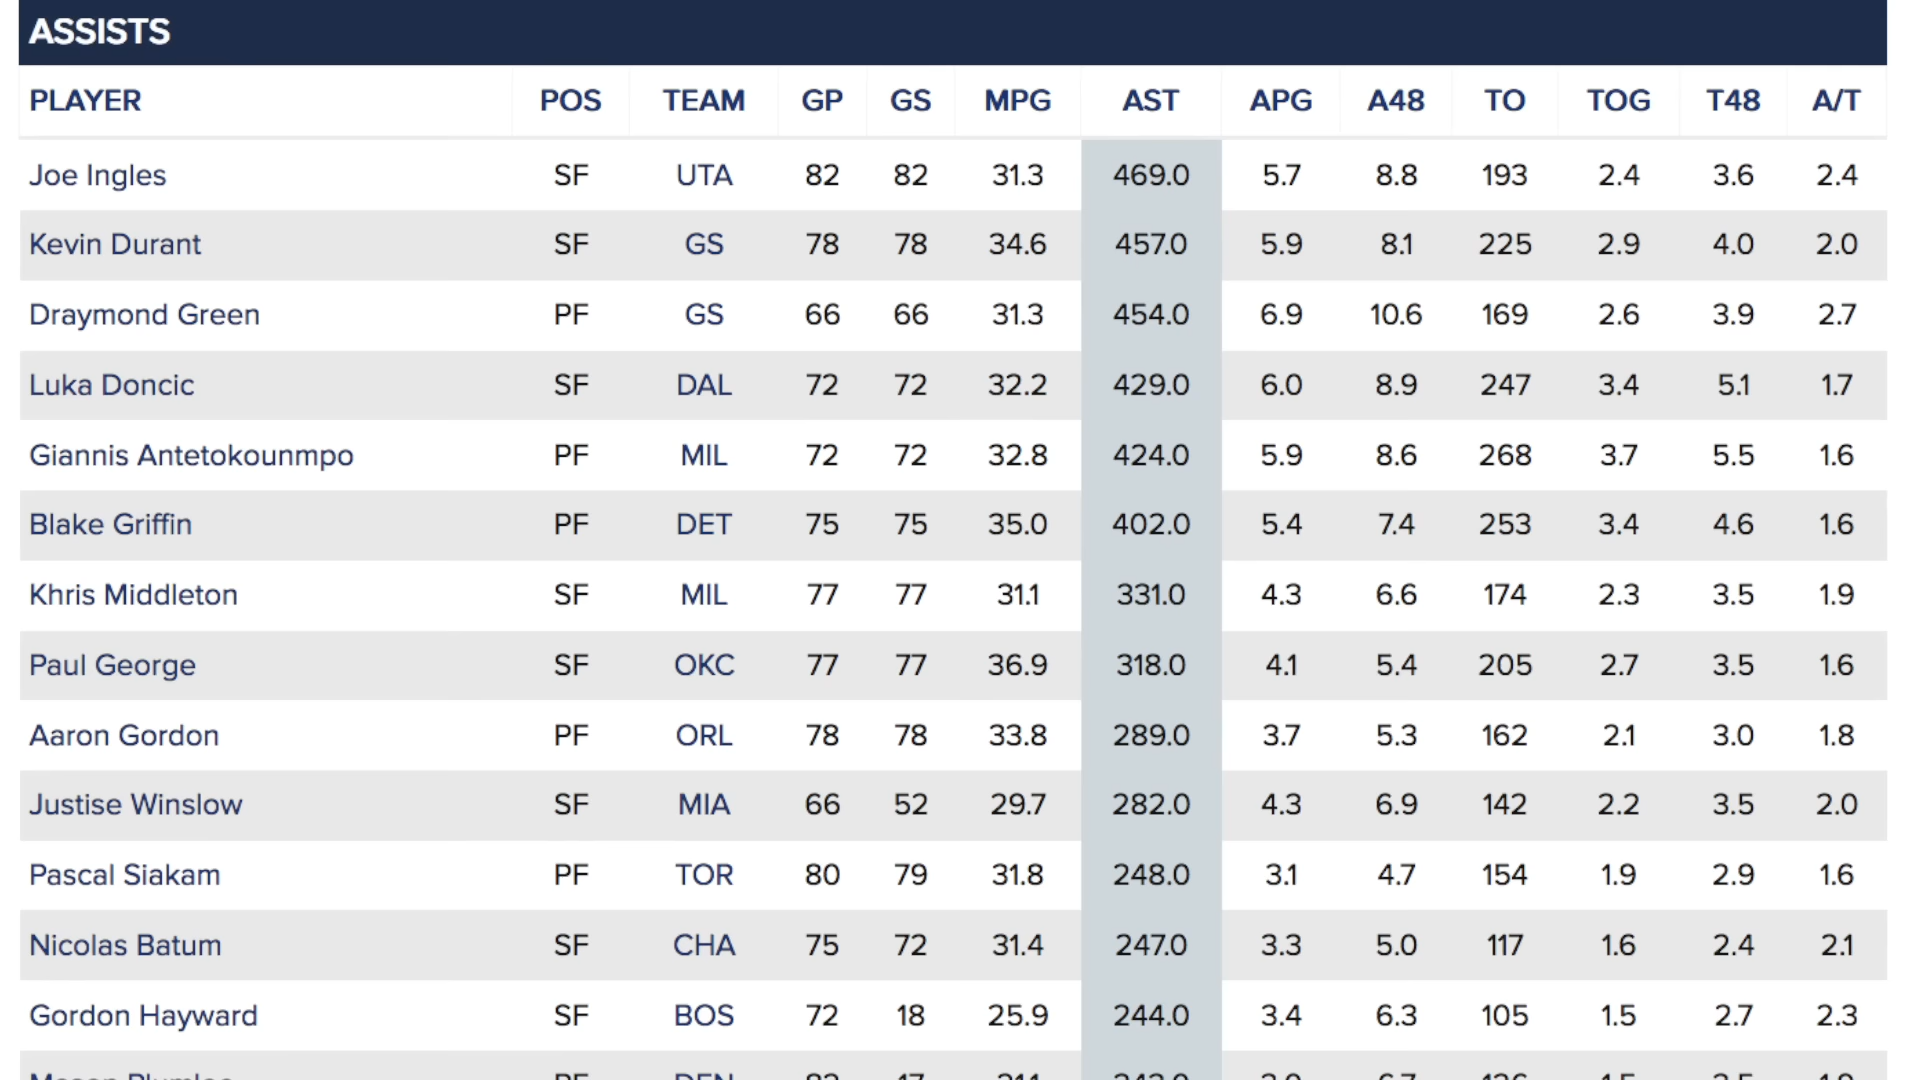 ASSISTS
PLAYER POS TEAM GP GS MPG AST APG A48 TO TOG T48 A/T
Joe Ingles SF UTA 82 82 31.3 469.0 5.7 8.8 193 2.4 3.6 2.4
Kevin Durant SF GS 78 78 34.6 457.0 5.9 8.1 225 2.9 4.0 2.0
Draymond Green PF GS 66 66 31.3 454.0 6.9 10.6 169 2.6 3.9 2.7
Luka Doncic SF DAL 72 72 32.2 429.0 6.0 8.9 247 3.4 5.1 1.7
Giannis Antetokounmpo PF MIL 72 72 32.8 424.0 5.9 8.6 268 3.7 5.5 1.6
Blake Griffin PF DET 75 75 35.0 402.0 5.4 7.4 253 3.4 4.6 1.6
Khris Middleton SF MIL 77 77 31.1 331.0 4.3 6.6 174 2.3 3.5 1.9
Paul George SF OKC 77 77 36.9 318.0 4.1 5.4 205 2.7 3.5 1.6
Aaron Gordon PF ORL 78 78 33.8 289.0 3.7 5.3 162 2.1 3.0 1.8
Justise Winslow SF MIA 66 52 29.7 282.0 4.3 6.9 142 2.2 3.5 2.0
Pascal Siakam PF TOR 80 79 31.8 248.0 3.1 4.7 154 1.9 2.9 1.6
Nicolas Batum SF CHA 75 72 31.4 247.0 3.3 5.0 117 1.6 2.4 2.1
Gordon Hayward SF BOS 72 18 25.9 244.0 3.4 6.3 105 1.5 2.7 2.3